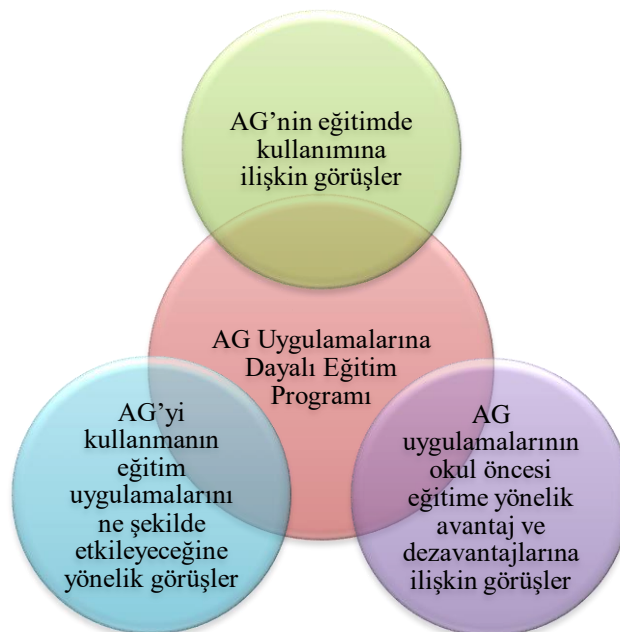 AG’nin eğitimde
kullanımına
ilişkin görüşler
AG Uygulamalarına
Dayalı Eğitim
Programı
AG’yi
kullanmanın
eğitim
uygulamalarını
ne şekilde
etkileyeceğine
yönelik görüşler
AG
uygulamalarının
okul öncesi
eğitime yönelik
avantaj ve
dezavantajlarına
ilişkin görüşler